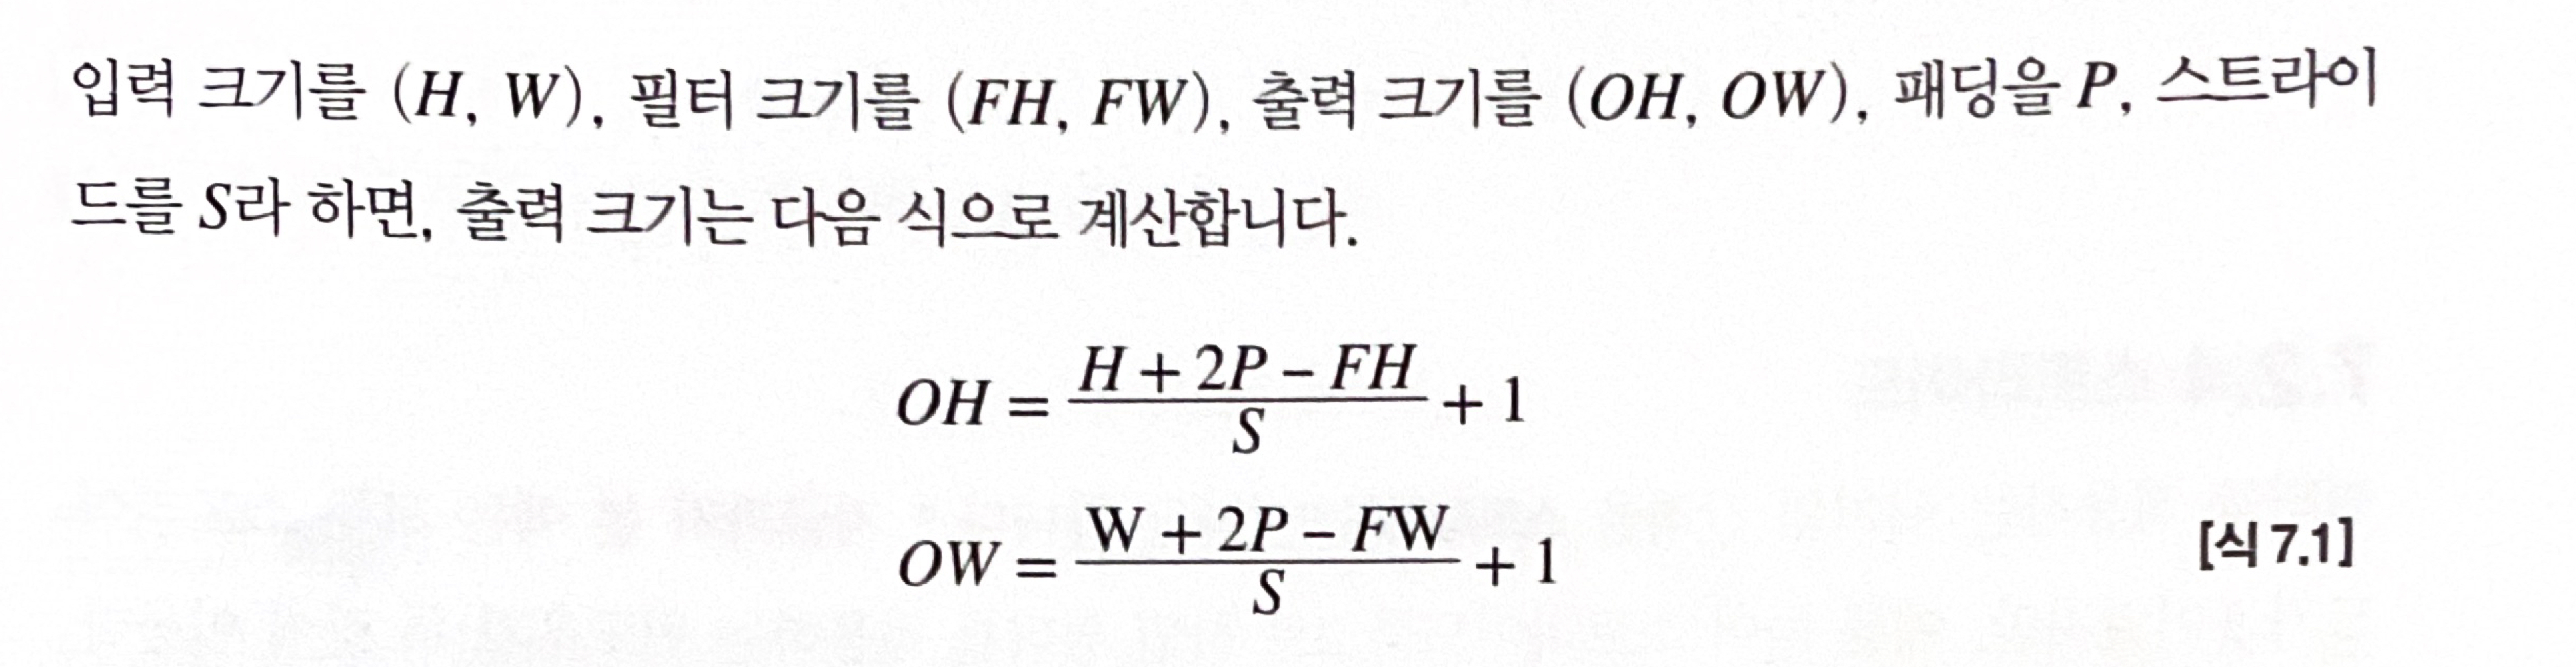 입력 크기를 (H, W), 필터 크기를 (FH, FW), 출력 크기를 (OH, OW), 패딩을 P, 스트라이
드를 S라 하면, 출력 크기는 다음 식으로 계산합니다.
OH = \frac{H + 2P - FH}{S} + 1
OW = \frac{W + 2P - FW}{S} + 1 [식 7.1]